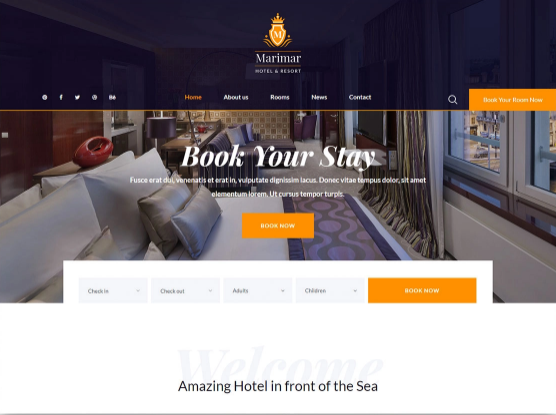 M
Marimar
HOTEL & RESORT
Home About us Rooms News Contact
Book Your Room Now
Book Your Stay
Fusce erat dui, venenatis et erat in, vulputate dignissim lacus. Donec vitae tempus dolor, sit amet
elementum lorem. Ut cursus tempor turpis.
BOOK NOW
Check in Check out Adults Children BOOK NOW
Welcome
Amazing Hotel in front of the Sea